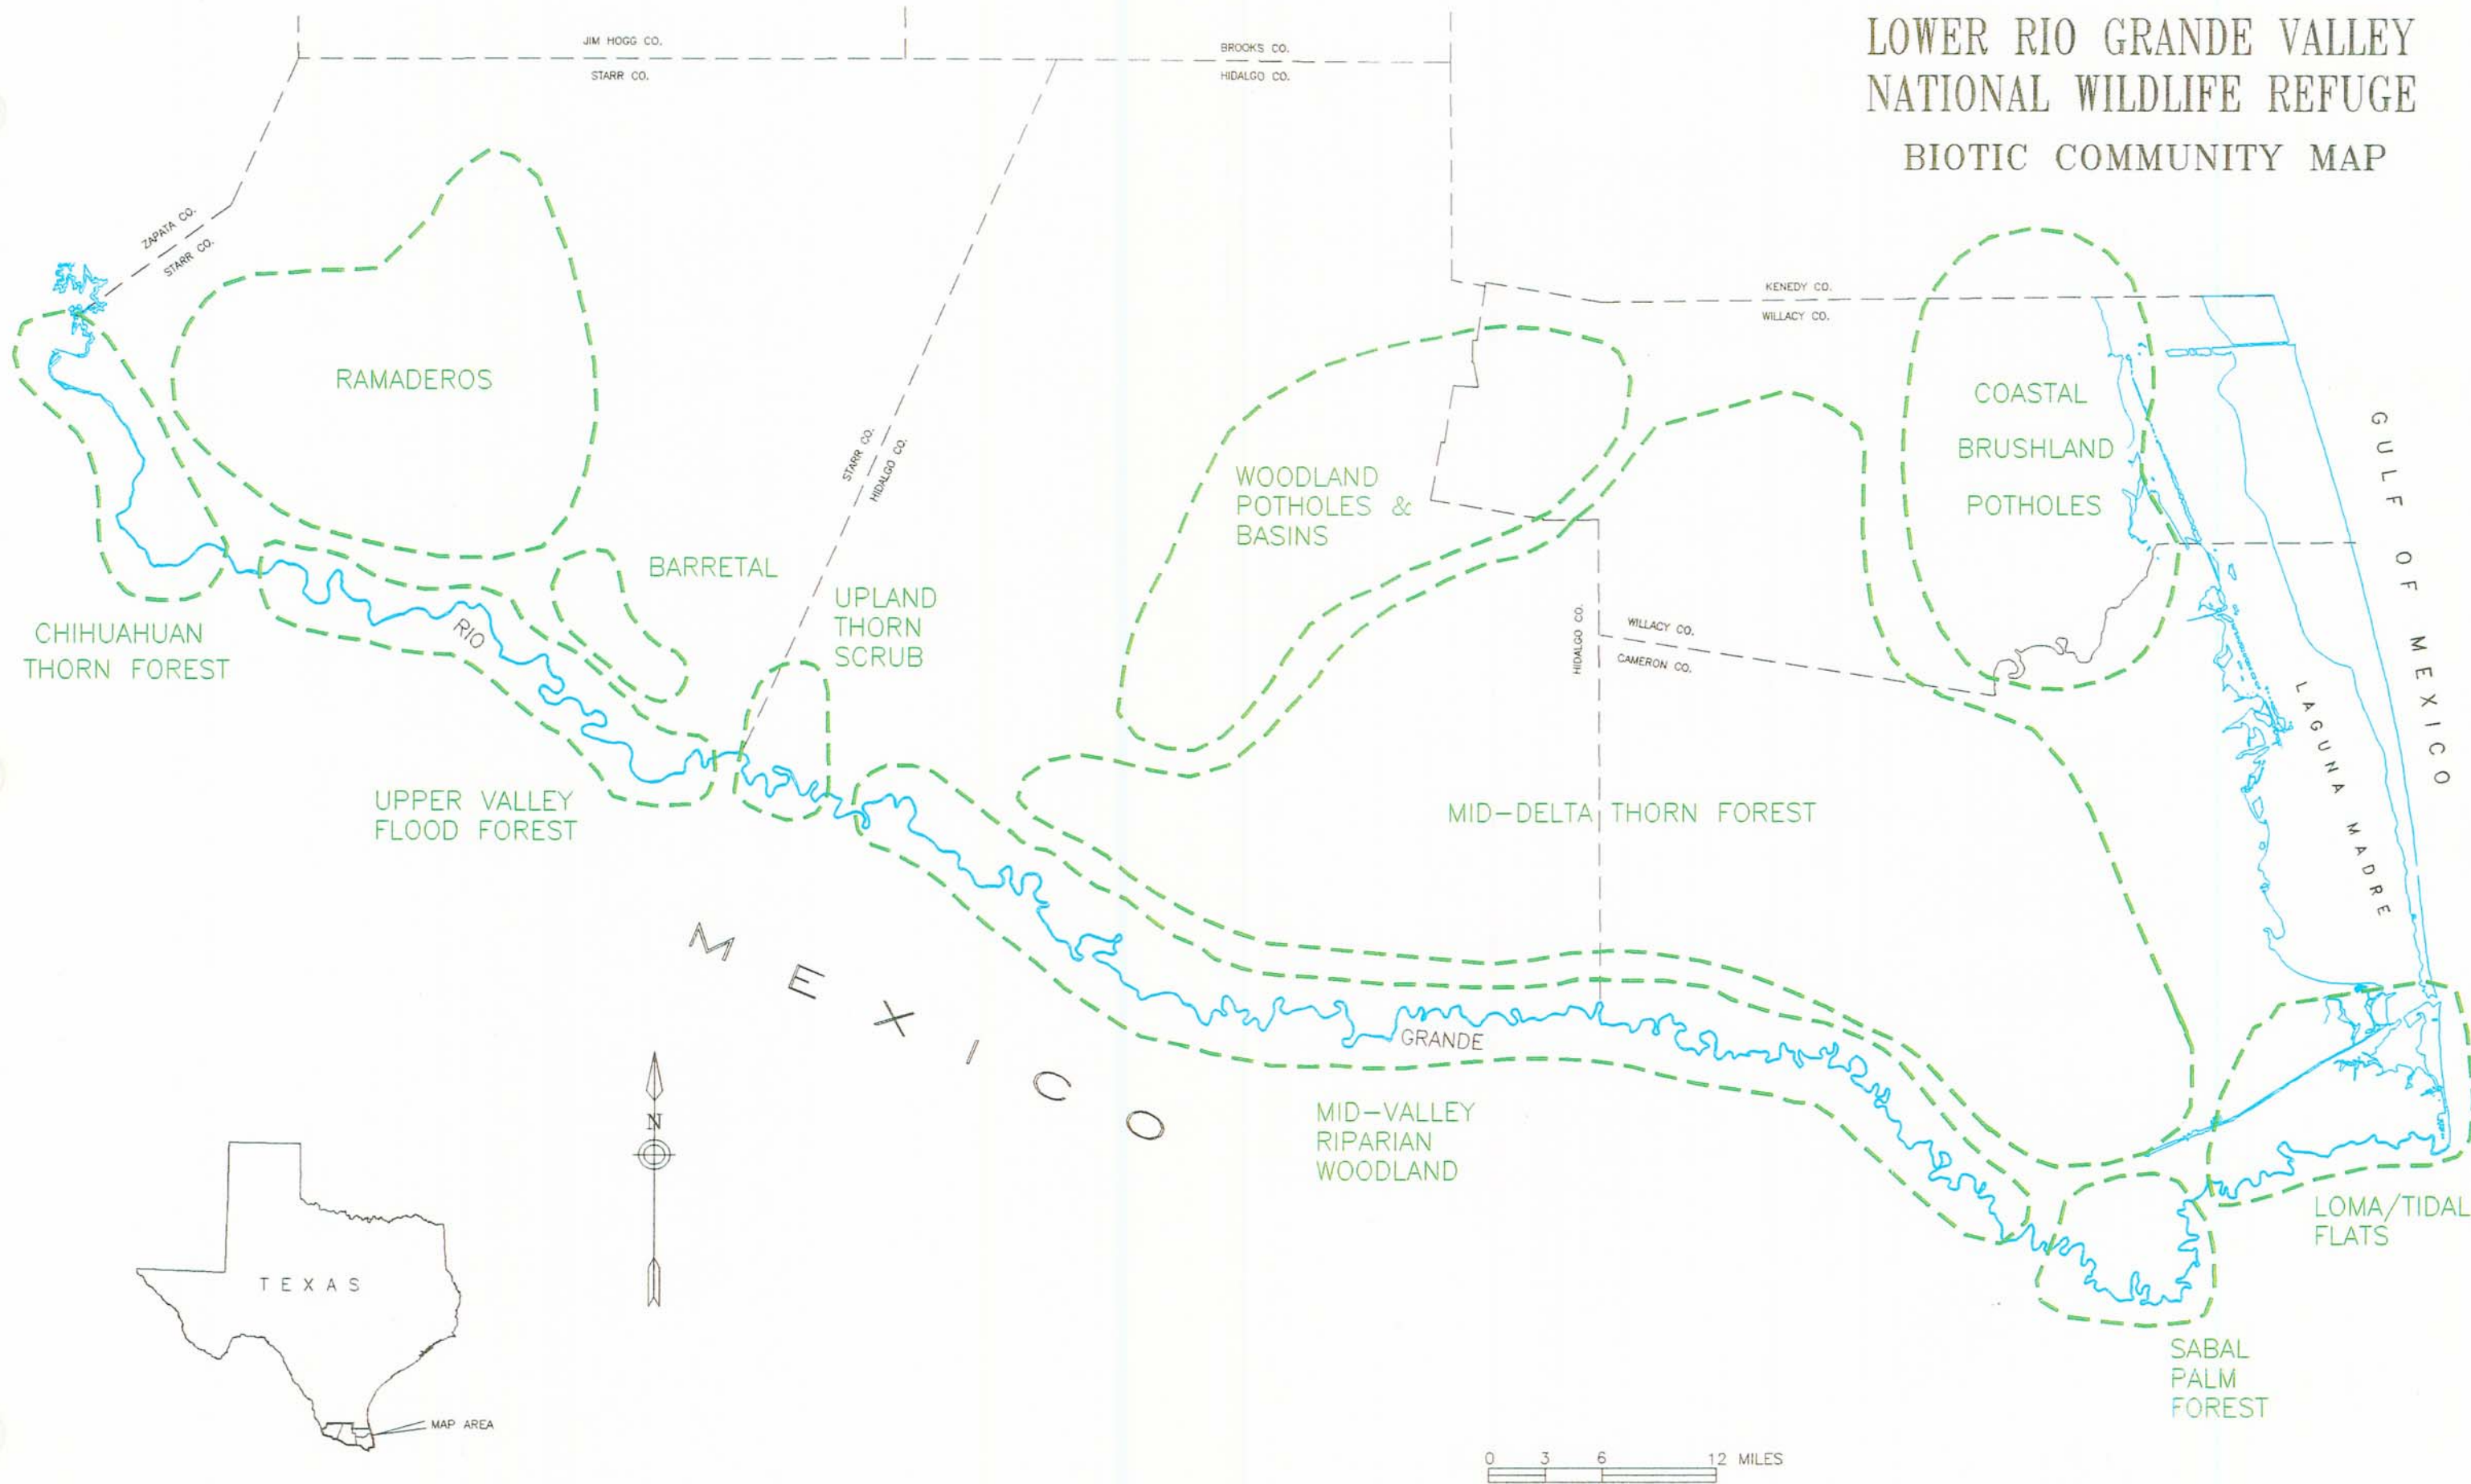 LOWER RIO GRANDE VALLEY
NATIONAL WILDLIFE REFUGE
BIOTIC COMMUNITY MAP
JIM HOGG CO.
STARR CO.
BROOKS CO.
HIDALGO CO.
ZAPATA CO.
STARR CO.
KENEDY CO.
WILLACY CO.
RAMADEROS
COASTAL
BRUSHLAND
POTHOLES
GULF OF MEXICO
STARR CO.
HIDALGO CO.
WOODLAND
POTHOLES &
BASINS
BARRETAL
UPLAND
THORN
SCRUB
CHIHUAHUAN
THORN FOREST
RIO
HIDALGO CO.
WILLACY CO.
CAMERON CO.
LAGUNA MADRE
UPPER VALLEY
FLOOD FOREST
MID-DELTA THORN FOREST
MEXICO
GRANDE
N
MID-VALLEY
RIPARIAN
WOODLAND
LOMA/TIDAL
FLATS
TEXAS
SABAL
PALM
FOREST
MAP AREA
0 3 6 12 MILES